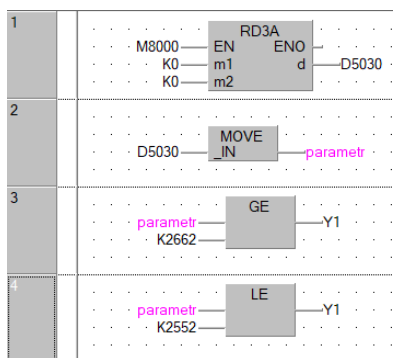 1
RD3A
M8000 EN ENO
K0 m1 d D5030
K0 m2
2
MOVE
D5030 _IN parametr
3
GE
parametr Y1
K2662
4
LE
parametr Y1
K2552